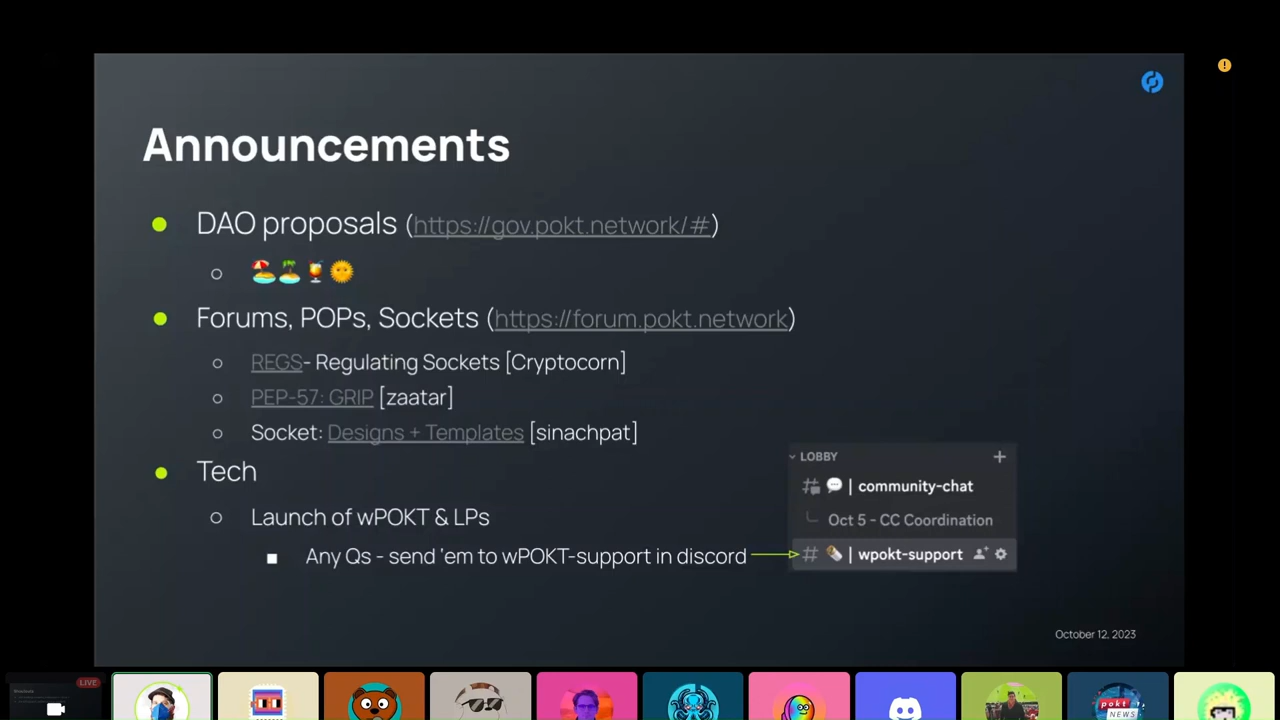 Announcements
DAO proposals (https://gov.pokt.network/#)
Forums, POPs, Sockets (https://forum.pokt.network)
REGS- Regulating Sockets [Cryptocorn]
PEP-57: GRIP [zaatar]
Socket: Designs + Templates [sinachpat]
Tech
Launch of wPOKT & LPs
Any Qs - send 'em to wPOKT-support in discord
LOBBY
# | community-chat
Oct 5 - CC Coordination
# | wpokt-support
October 12, 2023
LIVE
pokt
NEWS